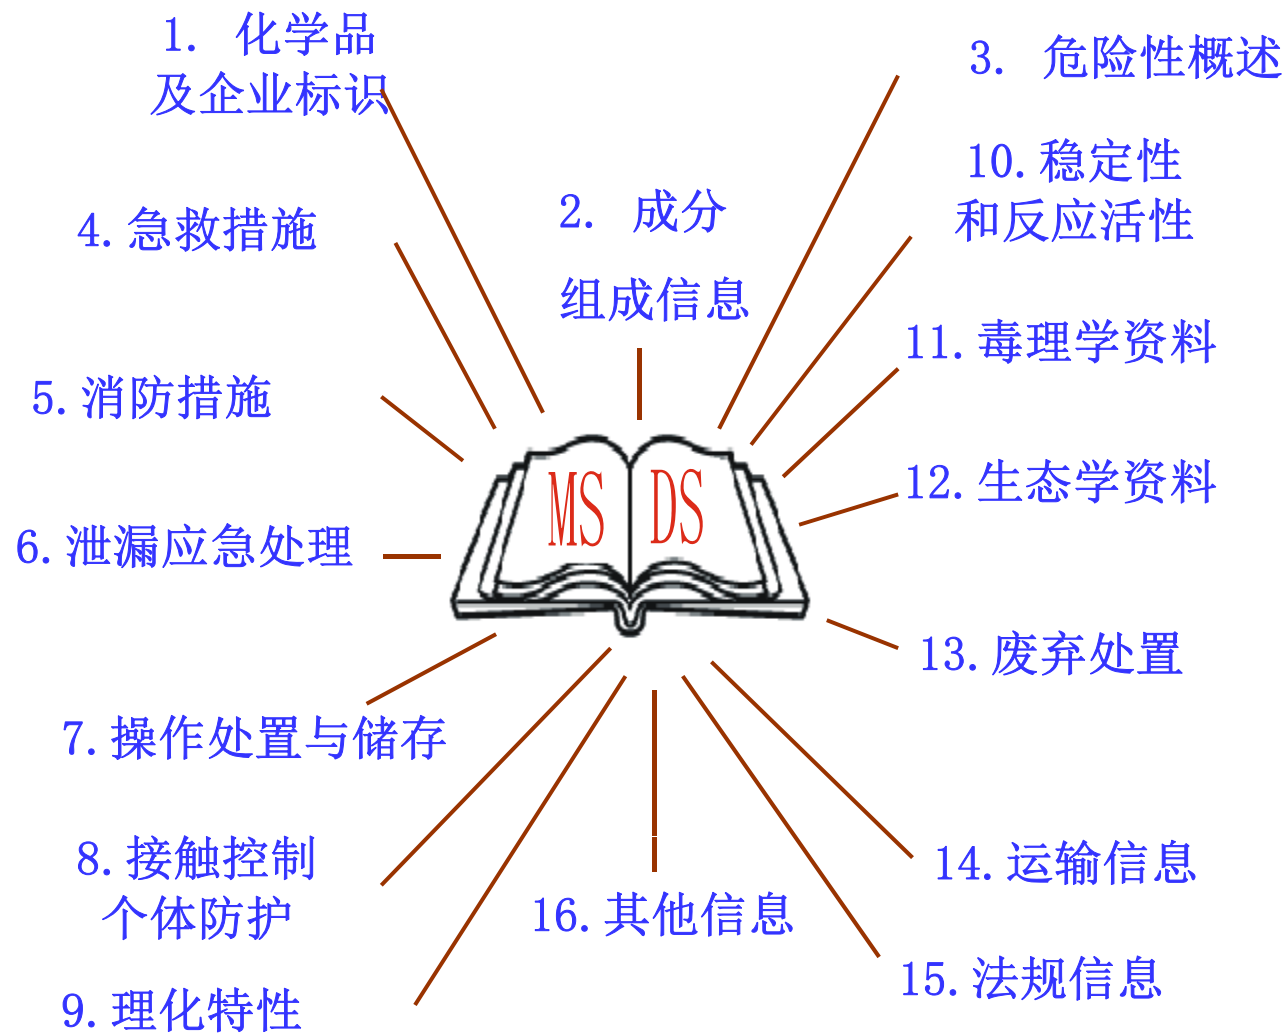 1. 化学品
及企业标识
2. 成分
组成信息
3. 危险性概述
4.急救措施
5.消防措施
6.泄漏应急处理
7.操作处置与储存
8.接触控制
个体防护
9.理化特性
10.稳定性
和反应活性
11.毒理学资料
12.生态学资料
13.废弃处置
14.运输信息
15.法规信息
16.其他信息
MS DS